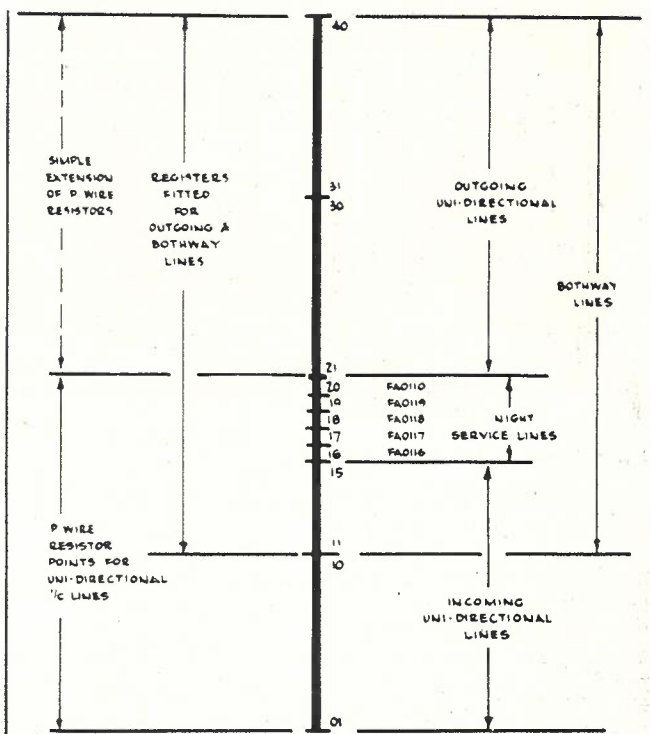 40
SIMPLE
EXTENSION
OF P. WIRE
RESISTORS
REGISTERS
FITTED
FOR
OUTGOING &
BOTHWAY
LINES
31
30
OUTGOING
UNI-DIRECTIONAL
LINES
BOTHWAY
LINES
21
20 FA0110
19 FA0119
18 FA0118
17 FA0117
16 FA0116
15
NIGHT
SERVICE LINES
P WIRE
RESISTOR
POINTS FOR
UNI-DIRECTIONAL
I/C LINES
11
10
INCOMING
UNI-DIRECTIONAL
LINES
01